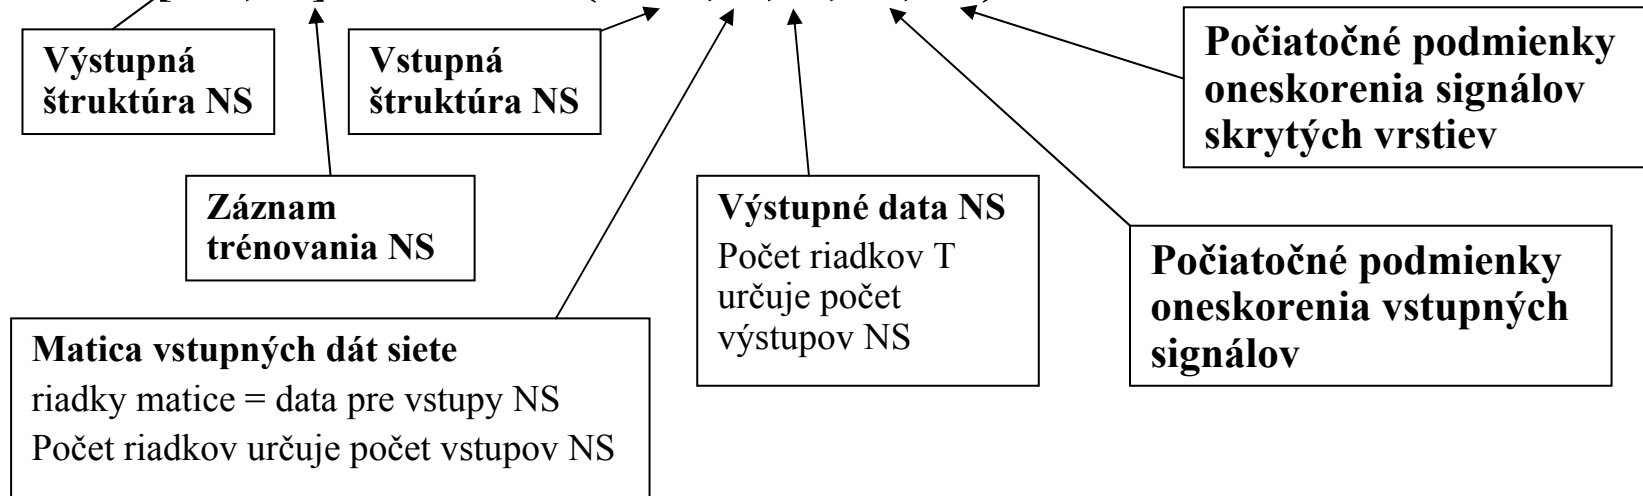 Výstupná
štruktúra NS
Vstupná
štruktúra NS
Počiatočné podmienky
oneskorenia signálov
skrytých vrstiev
Záznam
trénovania NS
Výstupné data NS
Počet riadkov T
určuje počet
výstupov NS
Počiatočné podmienky
oneskorenia vstupných
signálov
Matica vstupných dát siete
riadky matice = data pre vstupy NS
Počet riadkov určuje počet vstupov NS